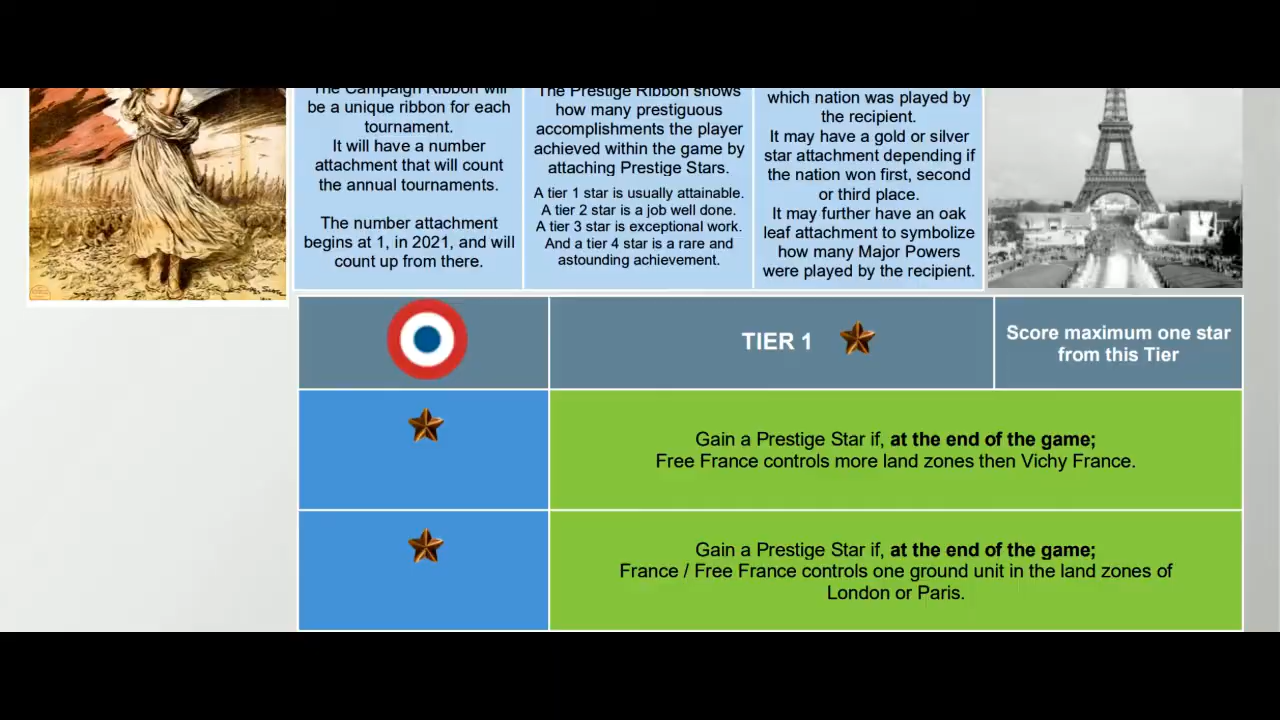 The Campaign Ribbon will
be a unique ribbon for each
tournament.
It will have a number
attachment that will count
the annual tournaments.
The number attachment
begins at 1, in 2021, and will
count up from there.
The Prestige Ribbon shows
how many prestiguous
accomplishments the player
achieved within the game by
attaching Prestige Stars.
A tier 1 star is usually attainable.
A tier 2 star is a job well done.
A tier 3 star is exceptional work.
And a tier 4 star is a rare and
astounding achievement.
which nation was played by
the recipient.
It may have a gold or silver
star attachment depending if
the nation won first, second
or third place.
It may further have an oak
leaf attachment to symbolize
how many Major Powers
were played by the recipient.
TIER 1
Score maximum one star
from this Tier
Gain a Prestige Star if, at the end of the game;
Free France controls more land zones then Vichy France.
Gain a Prestige Star if, at the end of the game;
France / Free France controls one ground unit in the land zones of
London or Paris.